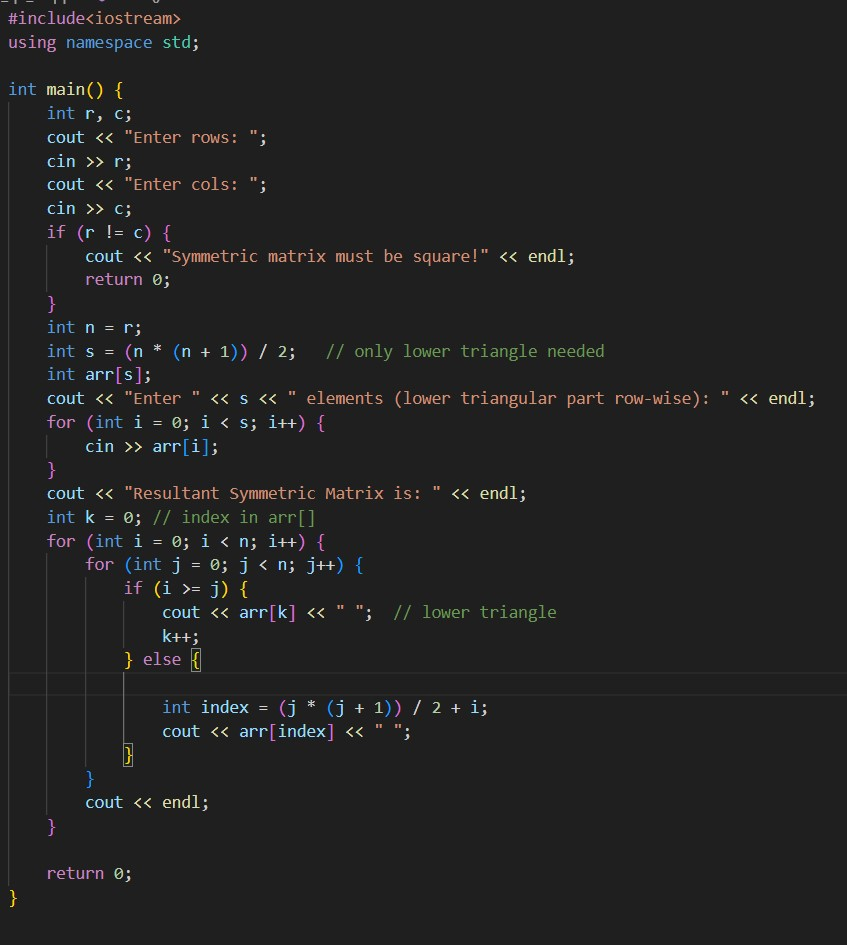 #include<iostream>
using namespace std;
int main() {
int r, c;
cout << "Enter rows: ";
cin >> r;
cout << "Enter cols: ";
cin >> c;
if (r != c) {
cout << "Symmetric matrix must be square!" << endl;
return 0;
}
int n = r;
int s = (n * (n + 1)) / 2;   // only lower triangle needed
int arr[s];
cout << "Enter " << s << " elements (lower triangular part row-wise): " << endl;
for (int i = 0; i < s; i++) {
cin >> arr[i];
}
cout << "Resultant Symmetric Matrix is: " << endl;
int k = 0; // index in arr[]
for (int i = 0; i < n; i++) {
for (int j = 0; j < n; j++) {
if (i >= j) {
cout << arr[k] << " ";  // lower triangle
k++;
} else {
int index = (j * (j + 1)) / 2 + i;
cout << arr[index] << " ";
}
}
cout << endl;
}
return 0;
}